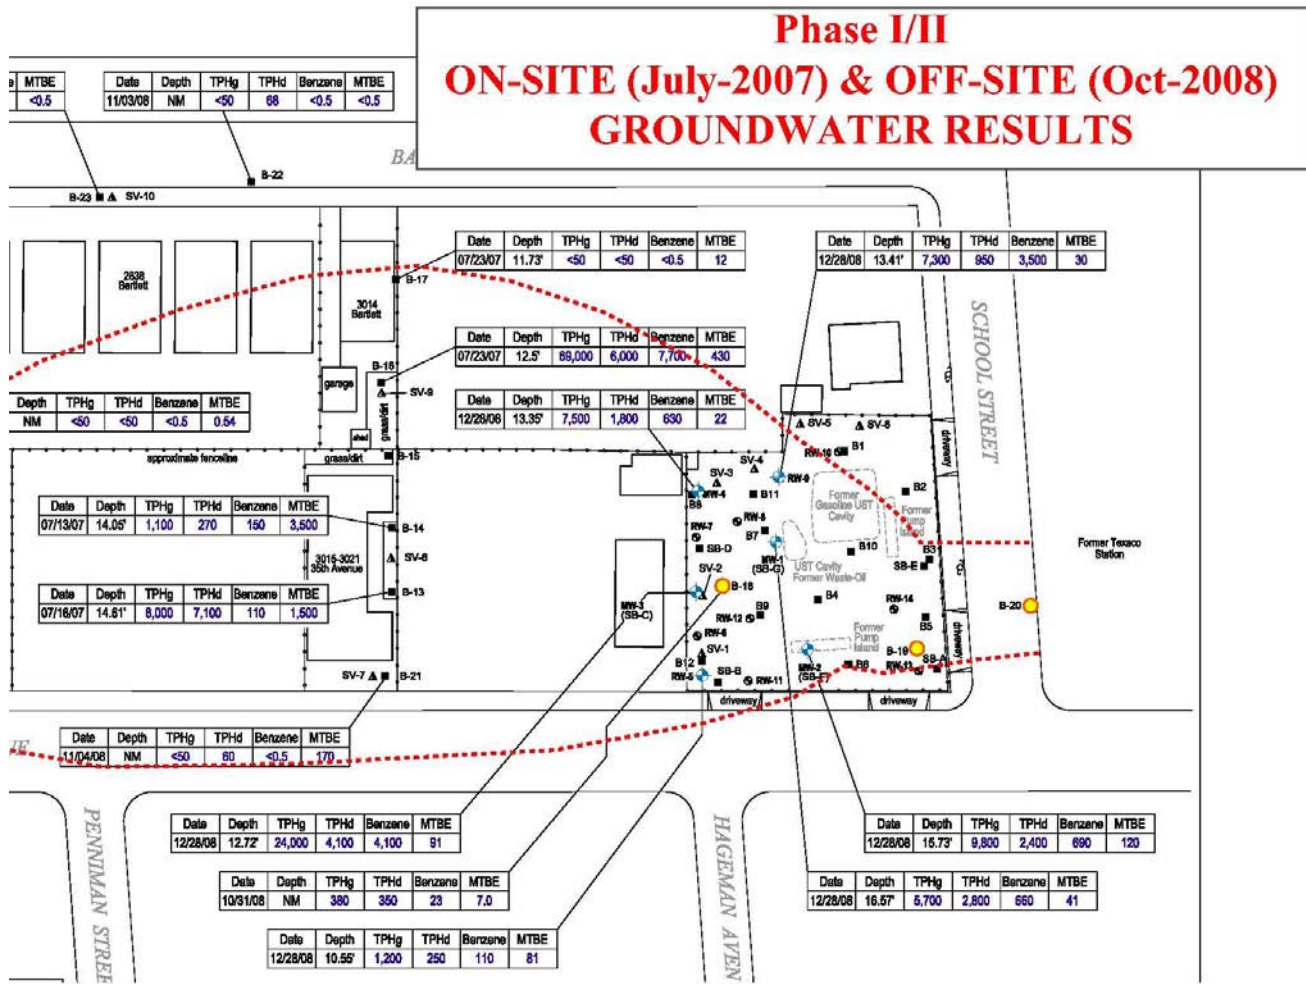 Phase I/II
ON-SITE (July-2007) & OFF-SITE (Oct-2008)
GROUNDWATER RESULTS
MTBE
<0.5
Date Depth TPHg TPHd Benzene MTBE
11/03/08 NM <50 68 <0.5 <0.5
BA
B-22
B-23 SV-10
Date Depth TPHg TPHd Benzene MTBE
07/23/07 11.73' <50 <50 <0.5 12
Date Depth TPHg TPHd Benzene MTBE
12/28/08 13.41' 7,300 950 3,500 30
2838
Bartlett
B-17
3014
Bartlett
SCHOOL STREET
Date Depth TPHg TPHd Benzene MTBE
07/23/07 12.5' 69,000 6,000 7,700 430
B-16
garage
SV-9
grass/dirt
Depth TPHg TPHd Benzene MTBE
NM <50 <50 <0.5 0.54
Date Depth TPHg TPHd Benzene MTBE
12/28/08 13.35' 7,500 1,800 630 22
shed
SV-5
SV-6
B1
RW-10
driveway
approximate fenceline
grass/dirt
B-15
SV-4
SV-3
RW-9
MW-4
B8
B11
B2
Former
Gasoline UST
Cavity
Former
Pump
Island
Date Depth TPHg TPHd Benzene MTBE
07/13/07 14.05' 1,100 270 150 3,500
B-14
RW-8
RW-7
B7
SB-D
MW-1
(SB-G)
B10
B3
SB-E
Former Texaco
Station
3015-3021
35th Avenue
SV-8
UST Cavity
Former Waste-Oil
SV-2
B-18
Date Depth TPHg TPHd Benzene MTBE
07/16/07 14.61' 8,000 7,100 110 1,500
B-13
MW-3
(SB-C)
B4
RW-14
B-20
RW-12
B9
B5
driveway
RW-6
Former
Pump
Island
SV-1
B12
B-19
SV-7
B-21
RW-5
SB-B
RW-11
MW-2
(SB-F)
B6
RW-13
SB-A
driveway
driveway
Date Depth TPHg TPHd Benzene MTBE
11/04/08 NM <50 60 <0.5 170
PENNIMAN STREE
HAGEMAN AVEN
Date Depth TPHg TPHd Benzene MTBE
12/28/08 12.72' 24,000 4,100 4,100 91
Date Depth TPHg TPHd Benzene MTBE
12/28/08 15.73' 9,800 2,400 690 120
Date Depth TPHg TPHd Benzene MTBE
10/31/08 NM 380 350 23 7.0
Date Depth TPHg TPHd Benzene MTBE
12/28/08 16.57' 5,700 2,800 660 41
Date Depth TPHg TPHd Benzene MTBE
12/28/08 10.55' 1,200 250 110 81